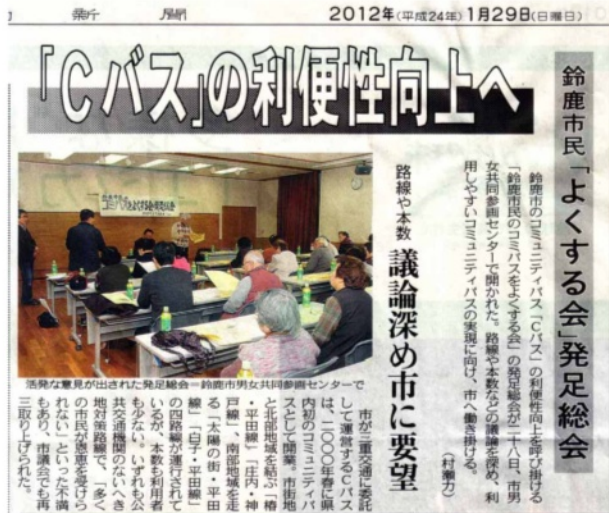 新聞
2012年(平成24年)1月29日(日曜日)
「Cバス」の利便性向上へ
鈴鹿市民「よくする会」発足総会
路線や本数 議論深め市に要望
鈴鹿市のコミュニティバス「Cバス」の利便性向上を呼び掛ける
「鈴鹿市民のコミバスをよくする会」の発足総会が二十八日、市男
女共同参画センターで開かれた。路線や本数などの議論を深め、利
用しやすいコミュニティバスの実現に向け、市へ働き掛ける。
(村瀬力)
活発な意見が出された発足総会=鈴鹿市男女共同参画センターで
市が三重交通に委託
して運営するCバス
は、二〇〇〇年春に県
内初のコミュニティバ
スとして開業。市街地
と北部地域を結ぶ「椿
・平田線」「庄内・神
戸線」、南部地域を走
る「太陽の街・平田
線」「白子・平田線」
の四路線が運行されて
いるが、本数も利用者
も少ない。いずれも公
共交通機関のないへき
地対策路線で、「多く
の市民が恩恵を受けら
れない」といった不満
もあり、市議会でも再
三取り上げられた。